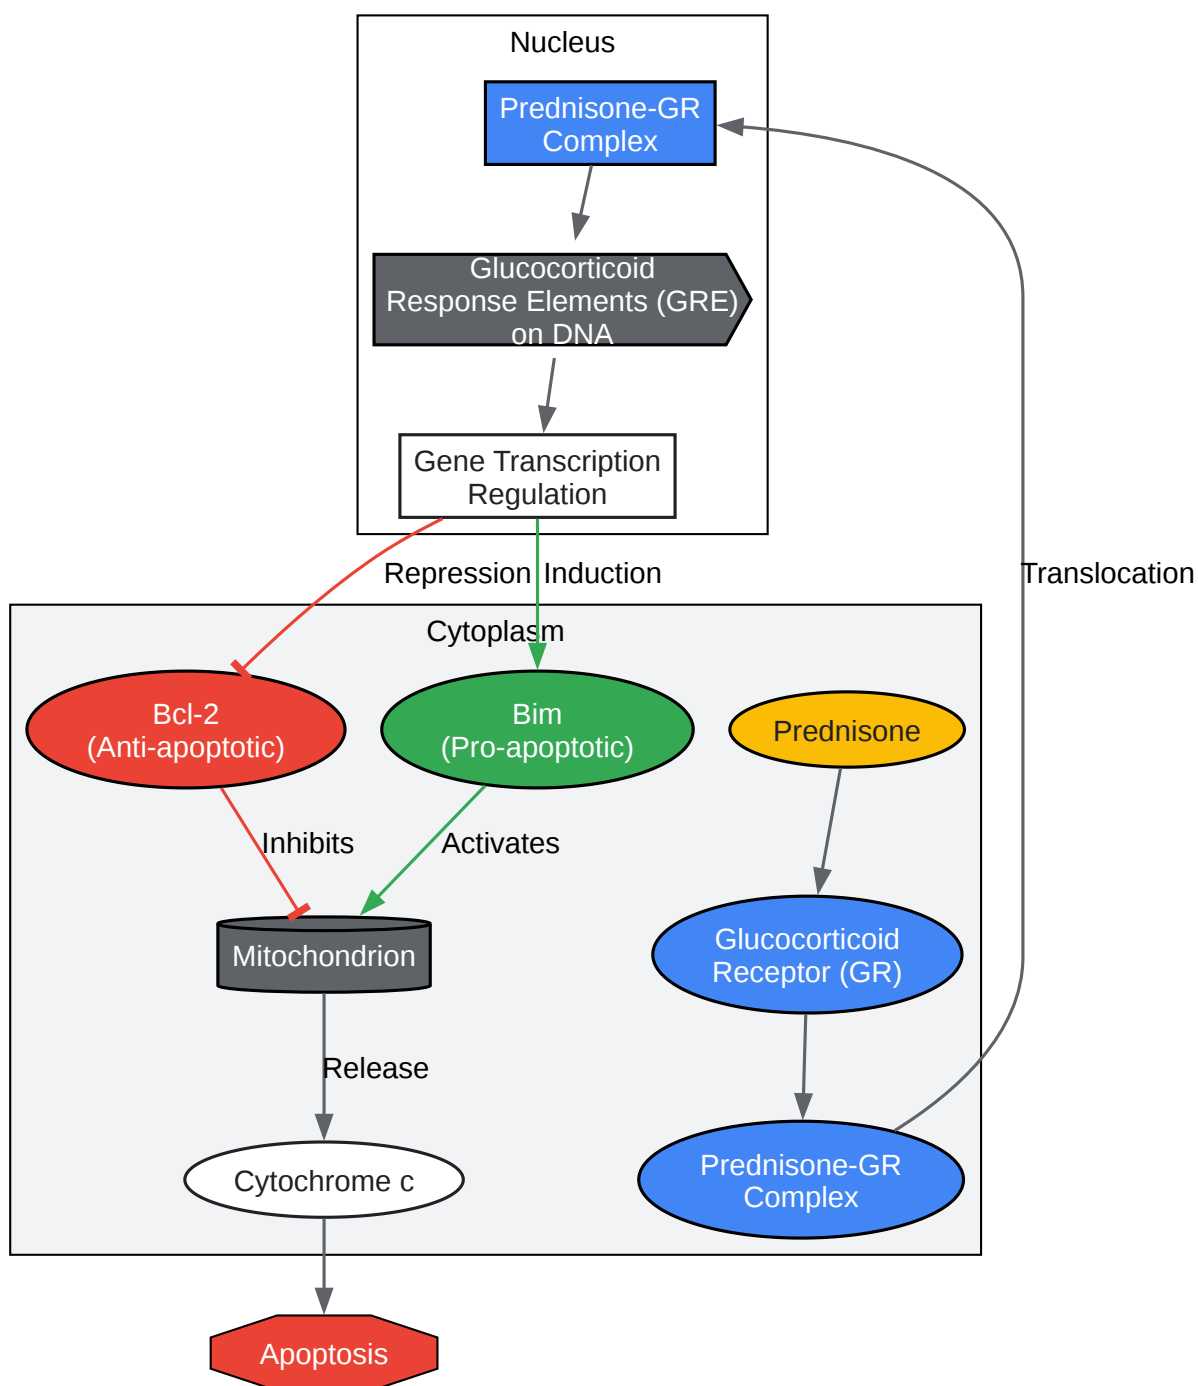 Nucleus
Prednisone-GR
Complex
Glucocorticoid
Response Elements (GRE)
on DNA
Gene Transcription
Regulation
Repression
Induction
Translocation
Cytoplasm
Bcl-2
(Anti-apoptotic)
Bim
(Pro-apoptotic)
Prednisone
Inhibits
Activates
Mitochondrion
Glucocorticoid
Receptor (GR)
Release
Cytochrome c
Prednisone-GR
Complex
Apoptosis